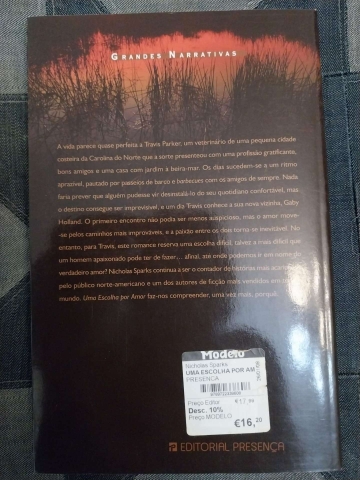 GRANDES NARRATIVAS
A vida parece quase perfeita a Travis Parker, um veterinário de uma pequena cidade
costeira da Carolina do Norte que a sorte presenteou com uma profissão gratificante,
bons amigos e uma casa com jardim à beira-mar. Os dias sucedem-se a um ritmo
aprazível, pautado por passeios de barco e barbecues com os amigos de sempre. Nada
faria prever que alguém pudesse vir desinstalá-lo do seu quotidiano confortável, mas
o destino consegue ser imprevisível, e um dia Travis conhece a sua nova vizinha, Gaby
Holland. O primeiro encontro não podia ser menos auspicioso, mas o amor move-
-se pelos caminhos mais improváveis, e a paixão entre os dois torna-se inevitável. No
entanto, para Travis, este romance reserva uma escolha difícil, talvez a mais difícil que
um homem apaixonado pode ter de fazer... afinal, até onde podemos ir em nome do
verdadeiro amor? Nicholas Sparks continua a ser o contador de histórias mais
pelo público norte-americano e um dos autores de ficção mais vendidos em
mundo. Uma Escolha por Amor faz-nos compreender, uma vez mais, porquê.
Modelo
Nicholas Sparks
UMA ESCOLHA POR AM
PRESENCA
Preço Editor
Desc. 10%
Preço MODELO
€16,20
EDITORIAL PRESENÇA